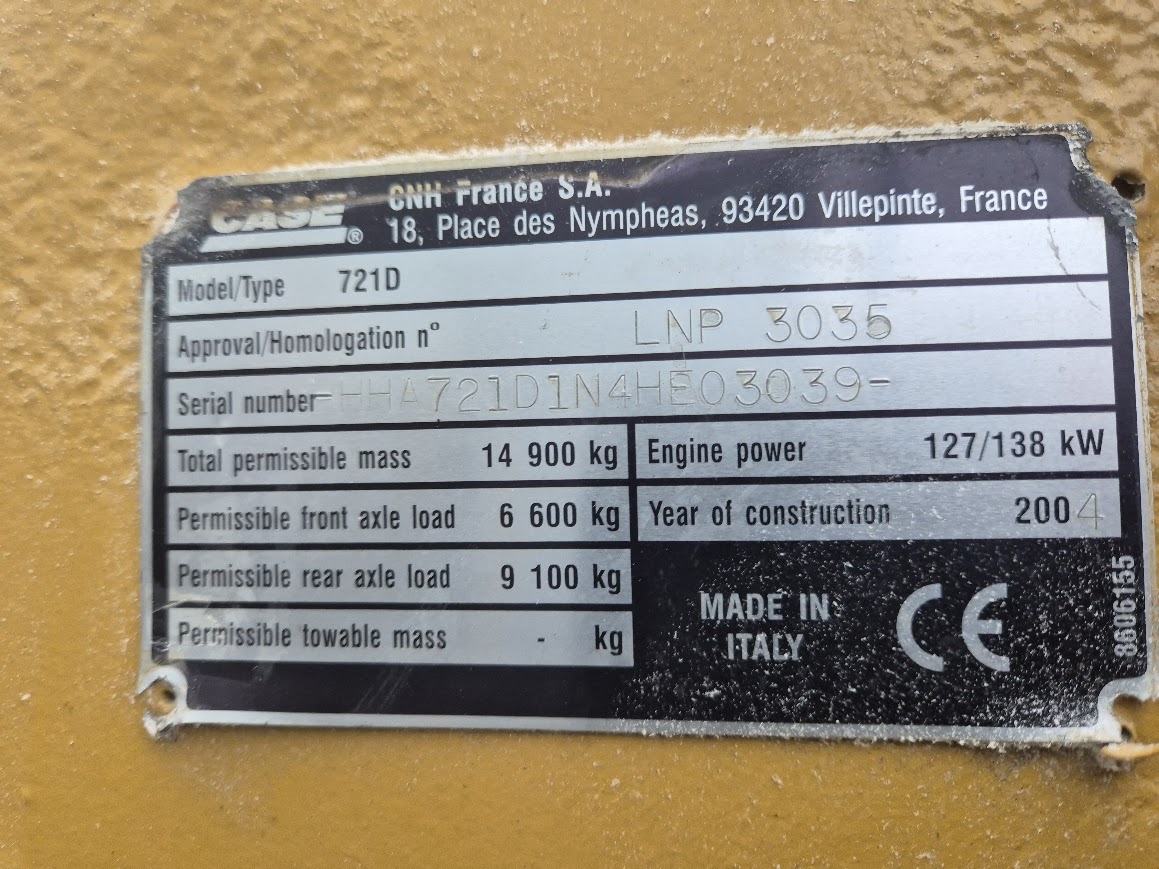 CASE ® CNH France S.A.
18, Place des Nympheas, 93420 Villepinte, France
Model/Type 721D
Approval/Homologation nº LNP 3035
Serial number -HHA721D1N4HE03039-
Total permissible mass 14 900 kg
Engine power 127/138 kW
Permissible front axle load 6 600 kg
Year of construction 2004
Permissible rear axle load 9 100 kg
Permissible towable mass - kg
MADE IN
ITALY
CE
8606155